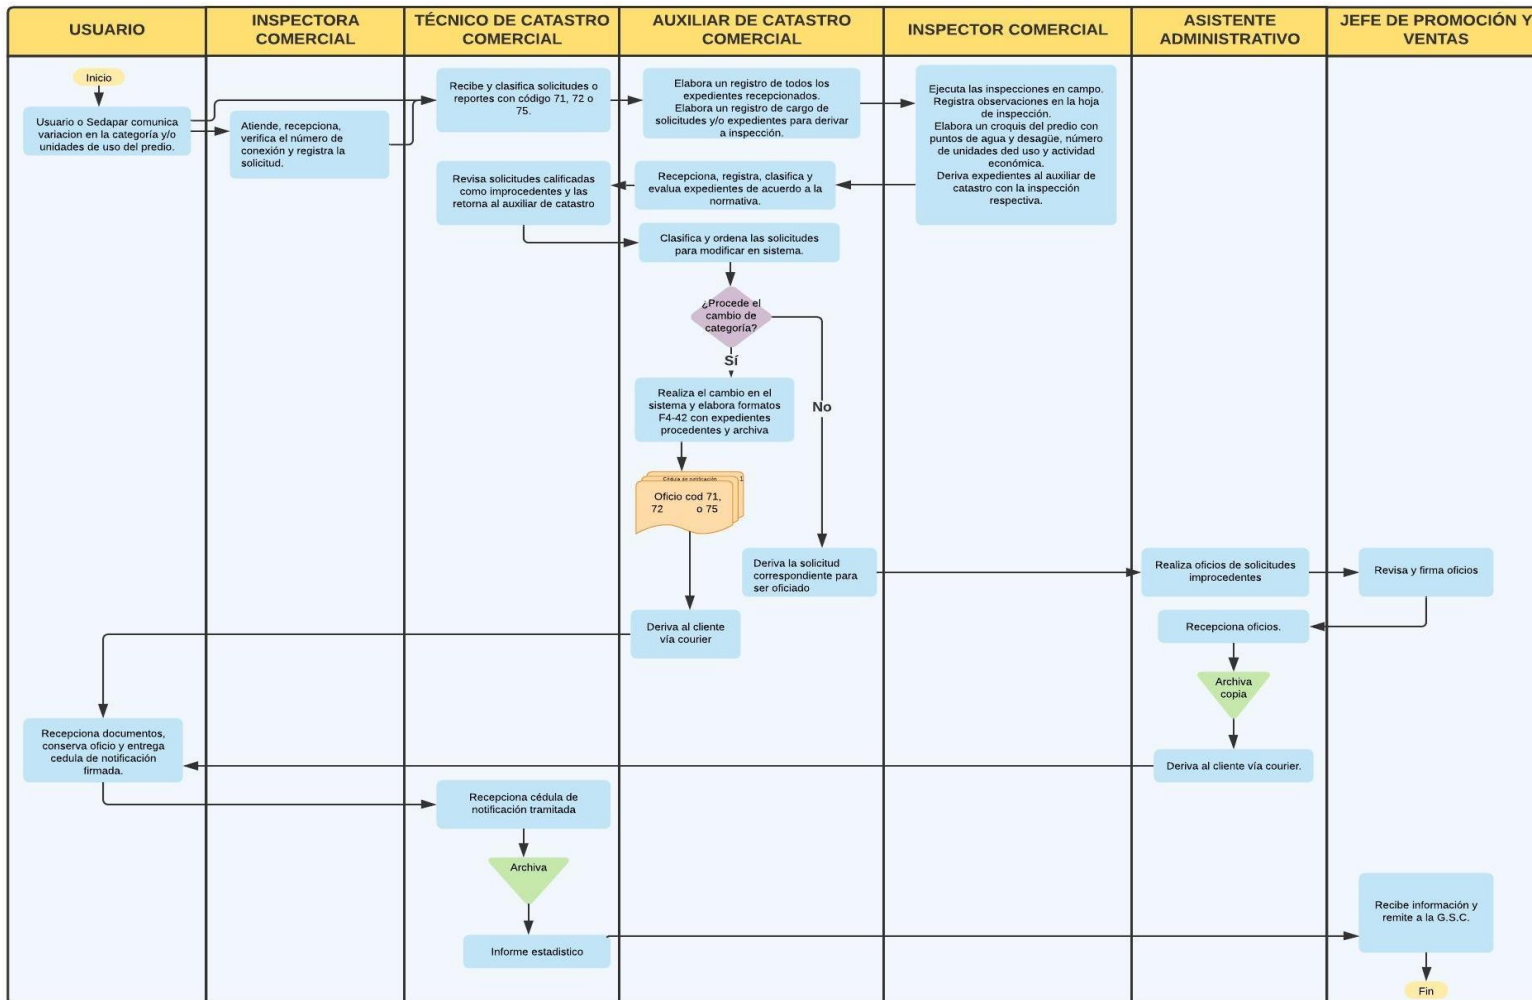 USUARIO
INSPECTORA
COMERCIAL
TÉCNICO DE CATASTRO
COMERCIAL
AUXILIAR DE CATASTRO
COMERCIAL
INSPECTOR COMERCIAL
ASISTENTE
ADMINISTRATIVO
JEFE DE PROMOCIÓN Y
VENTAS
Inicio
Usuario o Sedapar comunica
variacion en la categoría y/o
unidades de uso del predio.
Atiende, recepciona,
verifica el número de
conexión y registra la
solicitud.
Recibe y clasifica solicitudes o
reportes con código 71, 72 o
75.
Elabora un registro de todos los
expedientes recepcionados.
Elabora un registro de cargo de
solicitudes y/o expedientes para derivar
a inspección.
Ejecuta las inspecciones en campo.
Registra observaciones en la hoja
de inspección.
Elabora un croquis del predio con
puntos de agua y desagüe, número
de unidades ded uso y actividad
económica.
Deriva expedientes al auxiliar de
catastro con la inspección
respectiva.
Revisa solicitudes calificadas
como improcedentes y las
retorna al auxiliar de catastro
Recepciona, registra, clasifica y
evalua expedientes de acuerdo a la
normativa.
Clasifica y ordena las solicitudes
para modificar en sistema.
¿Procede el
cambio de
categoría?
Sí
No
Realiza el cambio en el
sistema y elabora formatos
F4-42 con expedientes
procedentes y archiva
Cédula de notificación 1
Oficio cod 71,
72 o 75
Deriva la solicitud
correspondiente para
ser oficiado
Realiza oficios de solicitudes
improcedentes
Revisa y firma oficios
Deriva al cliente
vía courier
Recepciona oficios.
Archiva
copia
Recepciona documentos,
conserva oficio y entrega
cedula de notificación
firmada.
Deriva al cliente vía courier.
Recepciona cédula de
notificación tramitada
Archiva
Informe estadistico
Recibe información y
remite a la G.S.C.
Fin